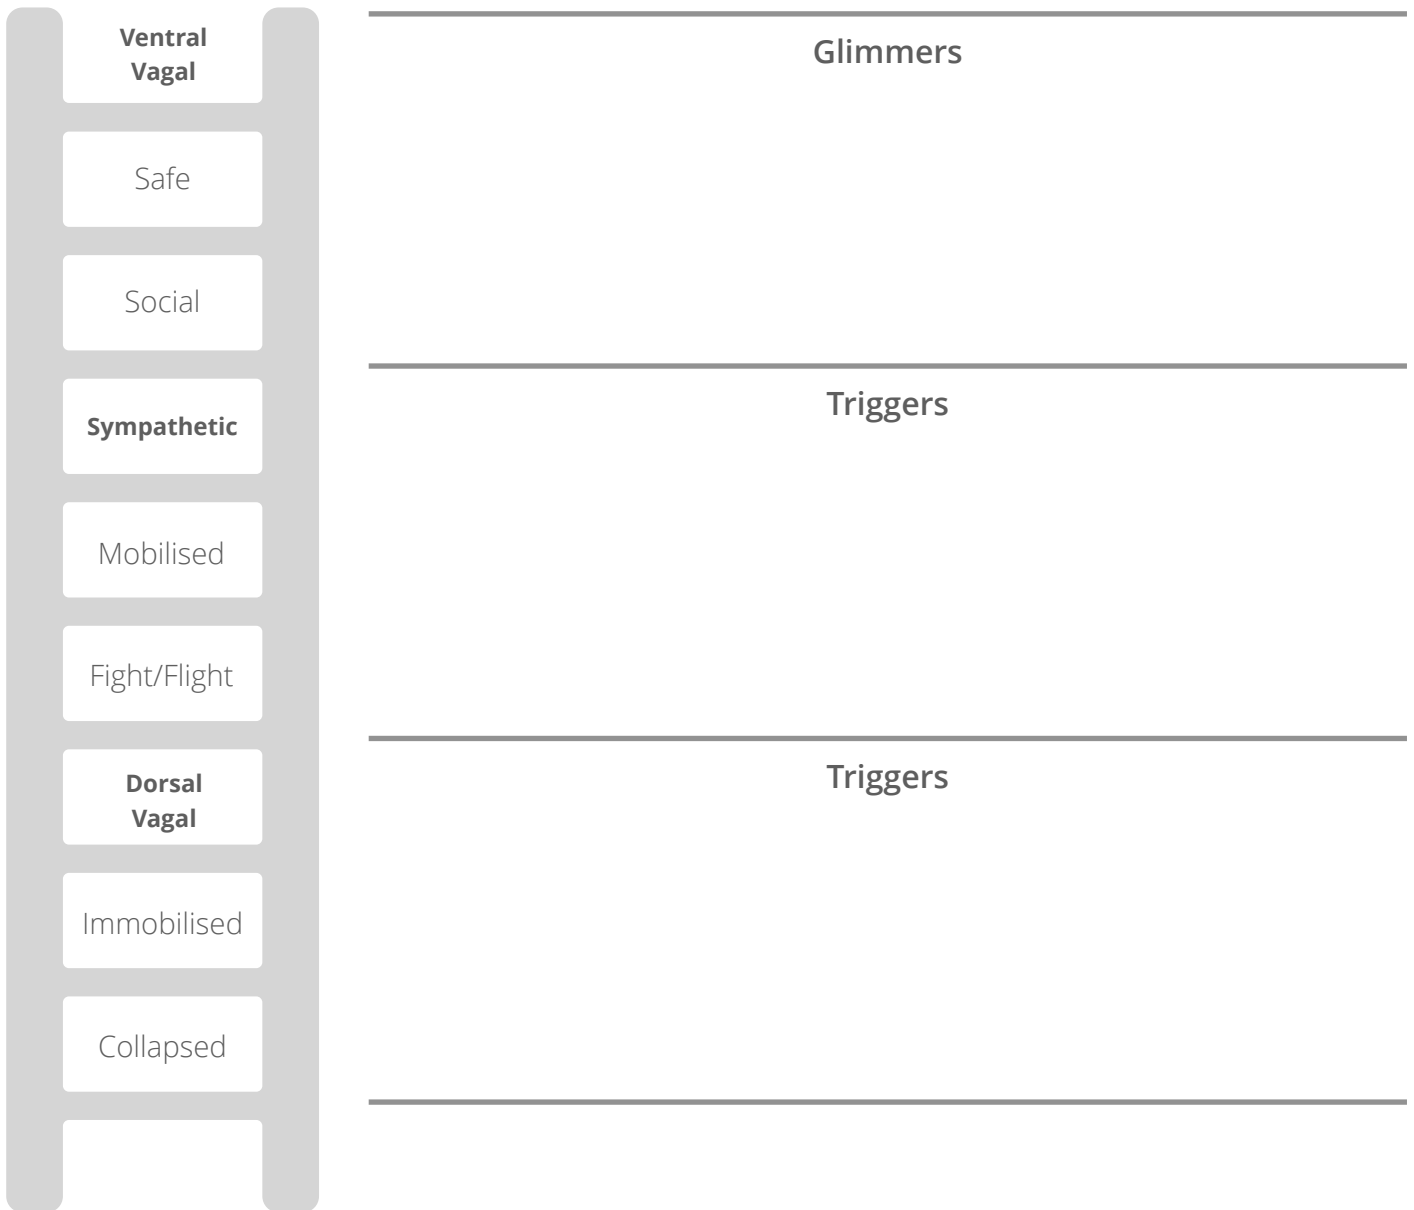 Ventral
Vagal
Glimmers
Safe
Social
Triggers
Sympathetic
Mobilised
Fight/Flight
Triggers
Dorsal
Vagal
Immobilised
Collapsed